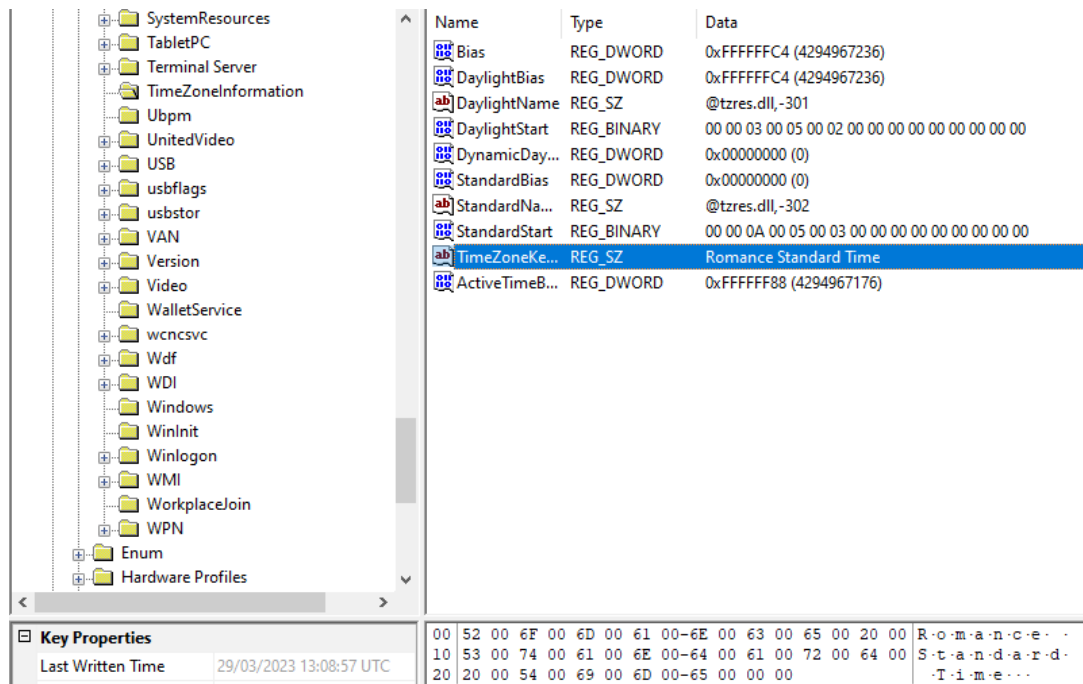 SystemResources
TabletPC
Terminal Server
TimeZoneInformation
Ubpm
UnitedVideo
USB
usbflags
usbstor
VAN
Version
Video
WalletService
wcncsvc
Wdf
WDI
Windows
WinInit
Winlogon
WMI
WorkplaceJoin
WPN
Enum
Hardware Profiles
Name Type Data
Bias REG_DWORD 0xFFFFFFC4 (4294967236)
DaylightBias REG_DWORD 0xFFFFFFC4 (4294967236)
DaylightName REG_SZ @tzres.dll,-301
DaylightStart REG_BINARY 00 00 03 00 05 00 02 00 00 00 00 00 00 00 00 00
DynamicDay... REG_DWORD 0x00000000 (0)
StandardBias REG_DWORD 0x00000000 (0)
StandardNa... REG_SZ @tzres.dll,-302
StandardStart REG_BINARY 00 00 0A 00 05 00 03 00 00 00 00 00 00 00 00 00
TimeZoneKe... REG_SZ Romance Standard Time
ActiveTimeB... REG_DWORD 0xFFFFFF88 (4294967176)
Key Properties
Last Written Time 29/03/2023 13:08:57 UTC
00 52 00 6F 00 6D 00 61 00-6E 00 63 00 65 00 20 00 R·o·m·a·n·c·e· ·
10 53 00 74 00 61 00 6E 00-64 00 61 00 72 00 64 00 S·t·a·n·d·a·r·d·
20 20 00 54 00 69 00 6D 00-65 00 00 00 ·T·i·m·e···